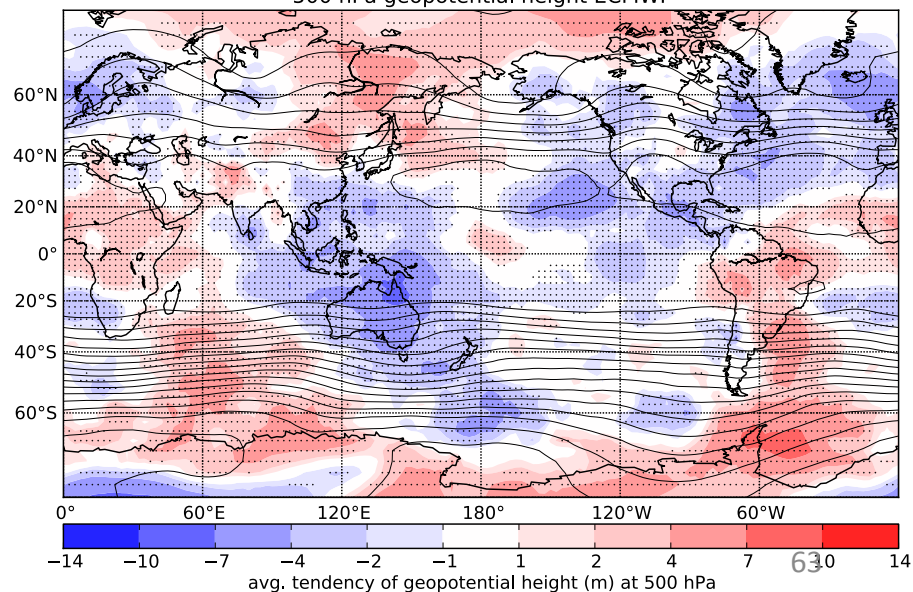 500 hPa geopotential height ECMWF
60°N
40°N
20°N
0°
20°S
40°S
60°S
0° 60°E 120°E 180° 120°W 60°W
−14 −10 −7 −4 −2 −1 1 2 4 7 10 14
63
avg. tendency of geopotential height (m) at 500 hPa